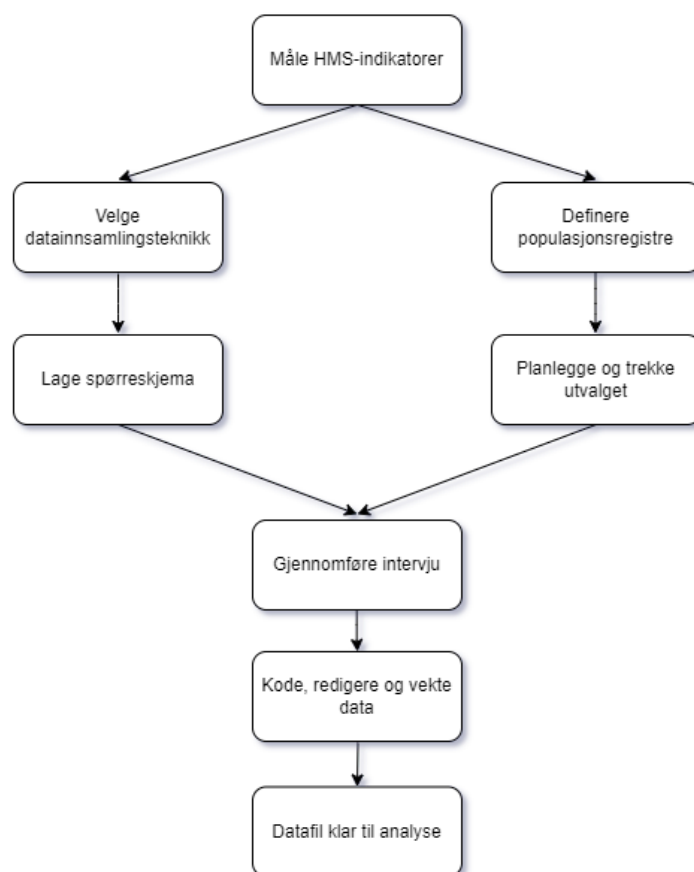 Måle HMS-indikatorer
Velge
datainnsamlingsteknikk
Definere
populasjonsregistre
Lage spørreskjema
Planlegge og trekke
utvalget
Gjennomføre intervju
Kode, redigere og vekte
data
Datafil klar til analyse